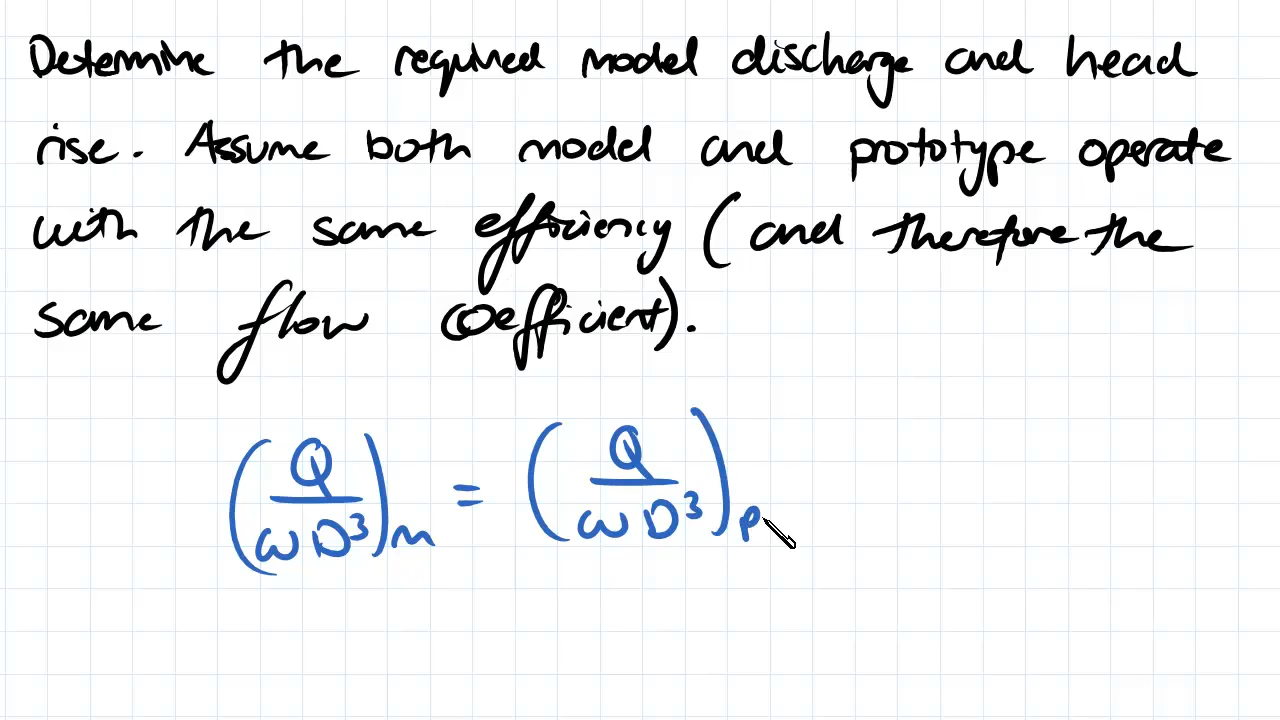 Determine the required model discharge and head
rise. Assume both model and prototype operate
with the same efficiency (and therefore the
same flow coefficient).
(Q/ωD³)m = (Q/ωD³)p